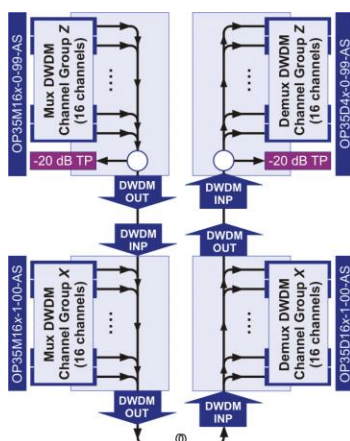 OP35M16x-0-99-AS
Mux DWDM
Channel Group Z
(16 channels)
-20 dB TP
DWDM
OUT
OP35D4x-0-99-AS
Demux DWDM
Channel Group Z
(16 channels)
-20 dB TP
DWDM
INP
OP35M16x-1-00-AS
Mux DWDM
Channel Group X
(16 channels)
DWDM
INP
DWDM
OUT
OP35D16x-1-00-AS
Demux DWDM
Channel Group X
(16 channels)
DWDM
OUT
DWDM
INP